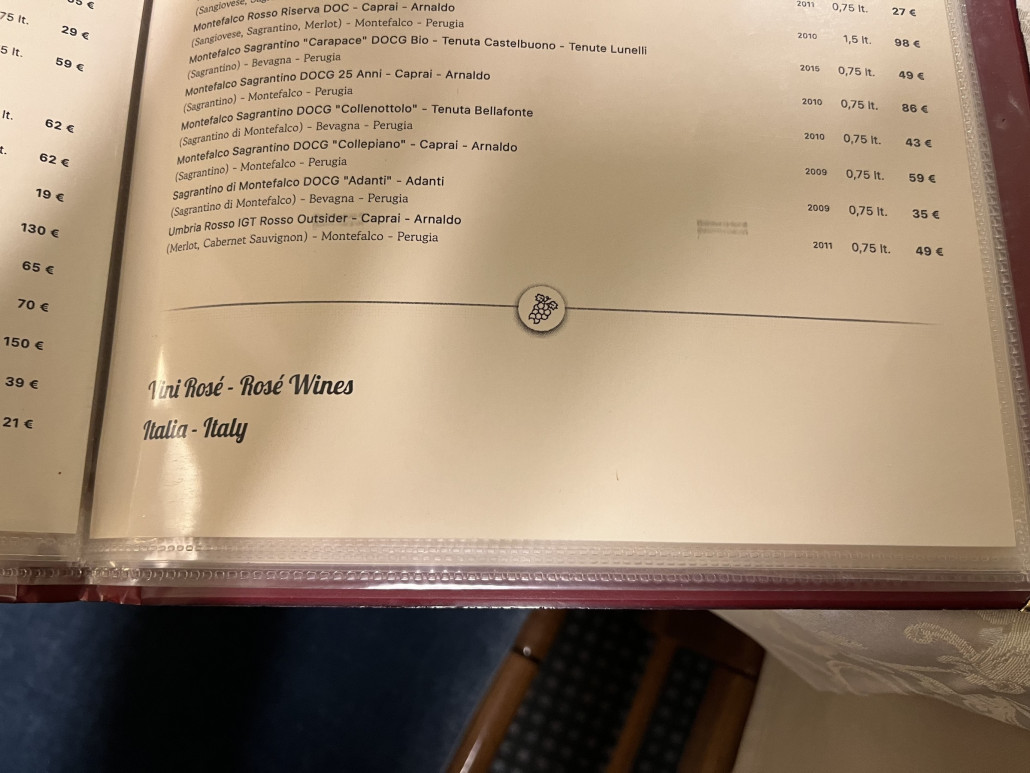 5 €
75 lt. 29 €
5 lt. 59 €
lt. 62 €
t. 62 €
19 €
130 €
65 €
70 €
150 €
39 €
21 €
(Sangiovese, 2011 0,75 lt. 27 €
Montefalco Rosso Riserva DOC - Caprai - Arnaldo
(Sangiovese, Sagrantino, Merlot) - Montefalco - Perugia 2010 1,5 lt. 98 €
Montefalco Sagrantino "Carapace" DOCG Bio - Tenuta Castelbuono - Tenute Lunelli
(Sagrantino) - Bevagna - Perugia 2015 0,75 lt. 49 €
Montefalco Sagrantino DOCG 25 Anni - Caprai - Arnaldo
(Sagrantino) - Montefalco - Perugia 2010 0,75 lt. 86 €
Montefalco Sagrantino DOCG "Collenottolo" - Tenuta Bellafonte
(Sagrantino di Montefalco) - Bevagna - Perugia 2010 0,75 lt. 43 €
Montefalco Sagrantino DOCG "Collepiano" - Caprai - Arnaldo
(Sagrantino) - Montefalco - Perugia 2009 0,75 lt. 59 €
Sagrantino di Montefalco DOCG "Adanti" - Adanti
(Sagrantino di Montefalco) - Bevagna - Perugia 2009 0,75 lt. 35 €
Umbria Rosso IGT Rosso Outsider - Caprai - Arnaldo
(Merlot, Cabernet Sauvignon) - Montefalco - Perugia 2011 0,75 lt. 49 €
Vini Rosé - Rosé Wines
Italia - Italy